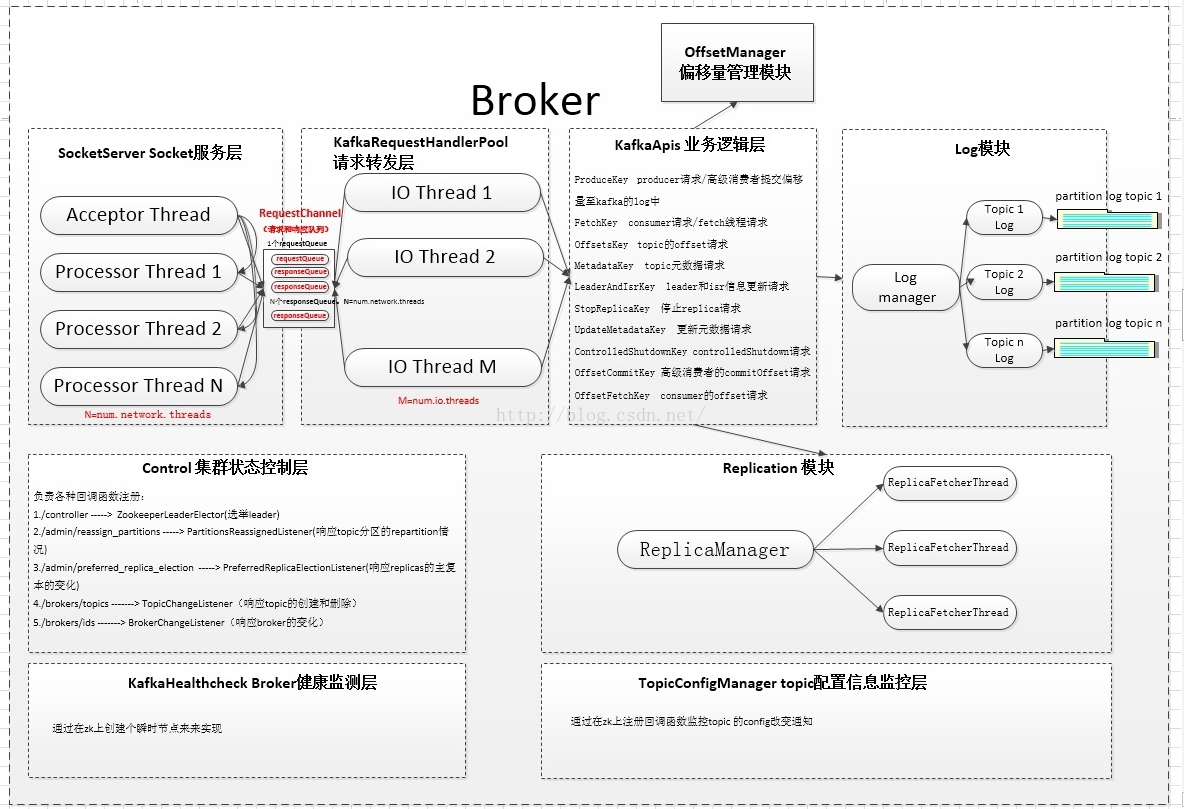 OffsetManager
偏移量管理模块
Broker
SocketServer Socket服务层
Acceptor Thread
Processor Thread 1
Processor Thread 2
Processor Thread N
N=num.network.threads
RequestChannel
(请求和响应队列)
1个requestQueue
requestQueue
responseQueue
responseQueue
N个responseQueue, N=num.network.threads
responseQueue
KafkaRequestHandlerPool
请求转发层
IO Thread 1
IO Thread 2
IO Thread M
M=num.io.threads
KafkaApis 业务逻辑层
ProduceKey producer请求/高级消费者提交偏移
量至kafka的log中
FetchKey consumer请求/fetch线程请求
OffsetsKey topic的offset请求
MetadataKey topic元数据请求
LeaderAndIsrKey leader和isr信息更新请求
StopReplicaKey 停止replica请求
UpdateMetadataKey 更新元数据请求
ControlledShutdownKey controlledShutdown请求
OffsetCommitKey 高级消费者的commitOffset请求
OffsetFetchKey consumer的offset请求
http://blog.csdn.net/
Log模块
Log
manager
Topic 1
Log
Topic 2
Log
Topic n
Log
partition log topic 1
partition log topic 2
partition log topic n
Control 集群状态控制层
负责各种回调函数注册：
1./controller -----> ZookeeperLeaderElector(选举leader)
2./admin/reassign_partitions -----> PartitionsReassignedListener(响应topic分区的repartition情
况)
3./admin/preferred_replica_election -----> PreferredReplicaElectionListener(响应replicas的主复
本的变化)
4./brokers/topics -------> TopicChangeListener（响应topic的创建和删除）
5./brokers/ids -------> BrokerChangeListener（响应broker的变化）
Replication 模块
ReplicaManager
ReplicaFetcherThread
ReplicaFetcherThread
ReplicaFetcherThread
KafkaHealthcheck Broker健康监测层
通过在zk上创建个瞬时节点来来实现
TopicConfigManager topic配置信息监控层
通过在zk上注册回调函数监控topic 的config改变通知